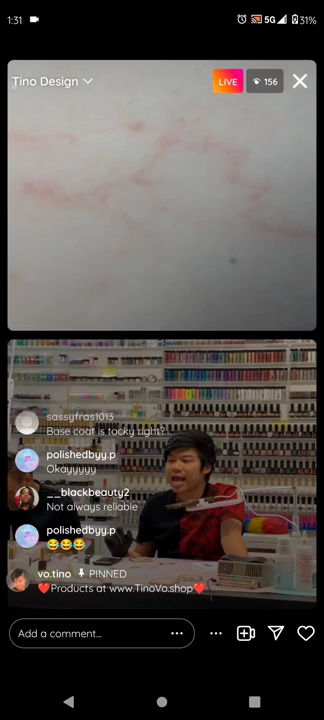 1:31
5G
31%
Tino Design
LIVE
156
sassyfras1013
Base coat is tacky right?
polishedbyy.p
Okayyyyy
__blackbeauty2
Not always reliable
polishedbyy.p
😂😂😂
vo.tino 📌 PINNED
❤️Products at www.TinoVo.shop❤️
Add a comment...